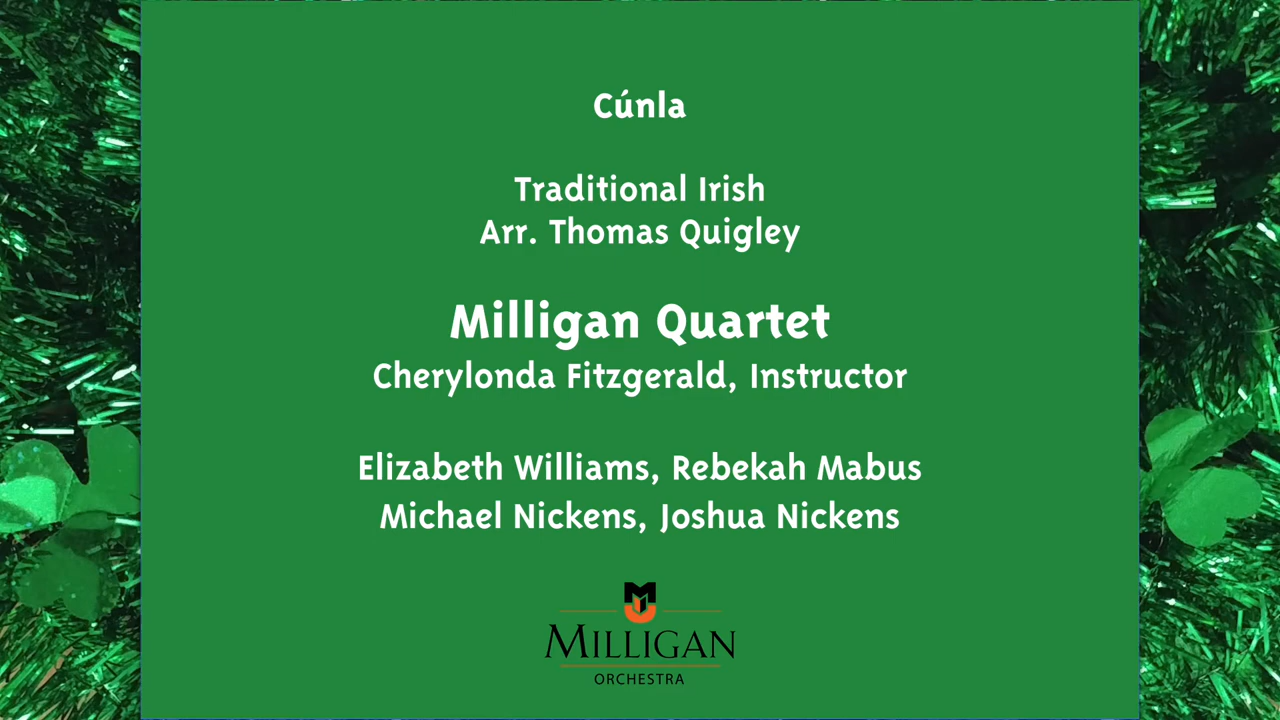 Cúnla
Traditional Irish
Arr. Thomas Quigley
Milligan Quartet
Cherylonda Fitzgerald, Instructor
Elizabeth Williams, Rebekah Mabus
Michael Nickens, Joshua Nickens
MILLIGAN
ORCHESTRA